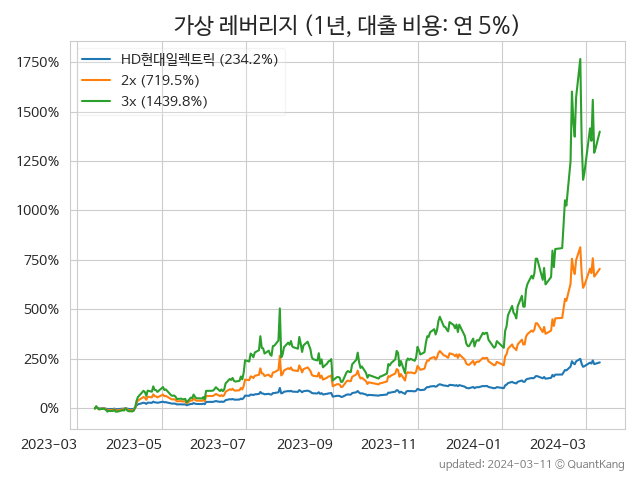 가상 레버리지 (1년, 대출 비용: 연 5%)
HD현대일렉트릭 (234.2%)
2x (719.5%)
3x (1439.8%)
1750%
1500%
1250%
1000%
750%
500%
250%
0%
2023-03 2023-05 2023-07 2023-09 2023-11 2024-01 2024-03
updated: 2024-03-11 © QuantKang